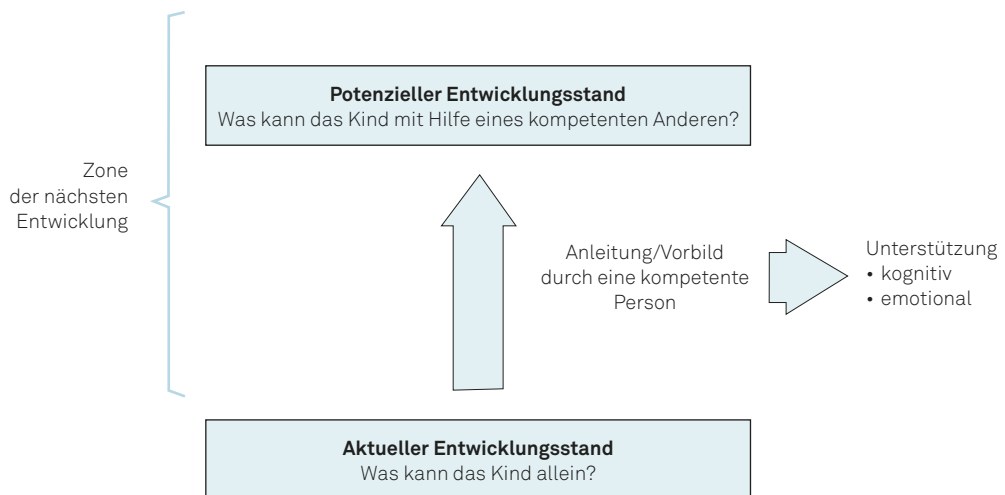 Potenzieller Entwicklungsstand
Was kann das Kind mit Hilfe eines kompetenten Anderen?
Zone
der nächsten
Entwicklung
Anleitung/Vorbild
durch eine kompetente
Person
Unterstützung
• kognitiv
• emotional
Aktueller Entwicklungsstand
Was kann das Kind allein?